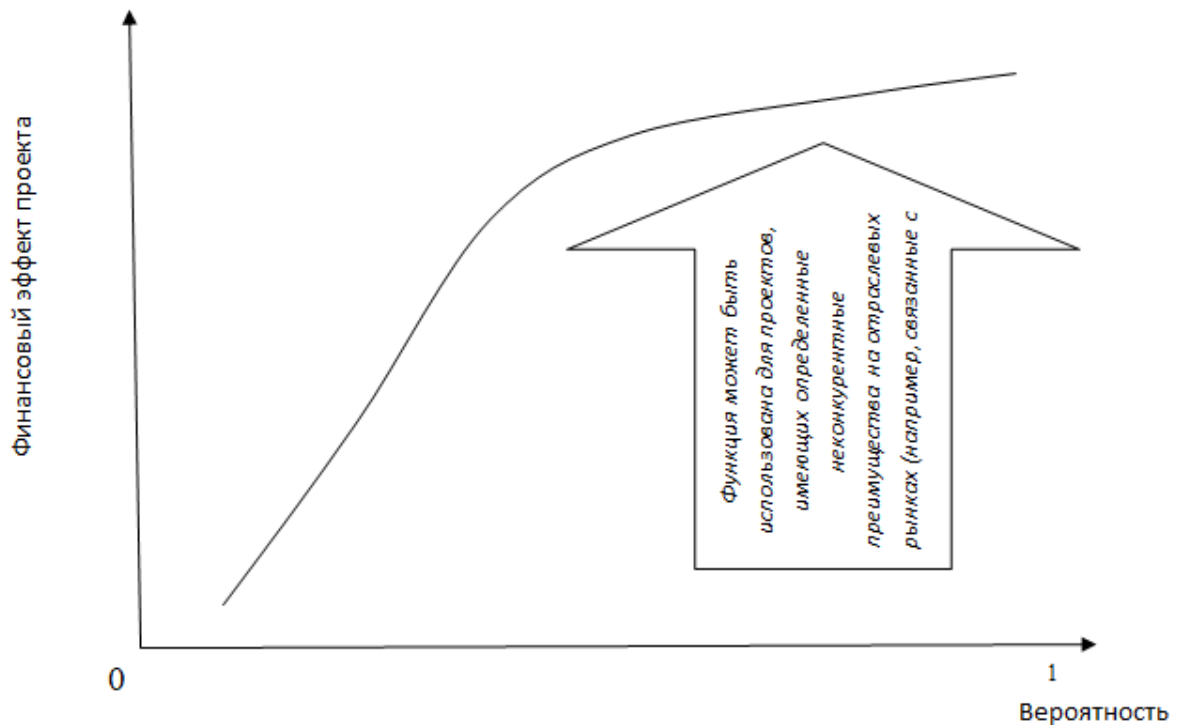 Финансовый эффект проекта
Функция может быть
использована для проектов,
имеющих определенные
неконкурентные
преимущества на отраслевых
рынках (например, связанные с
0
1
Вероятность